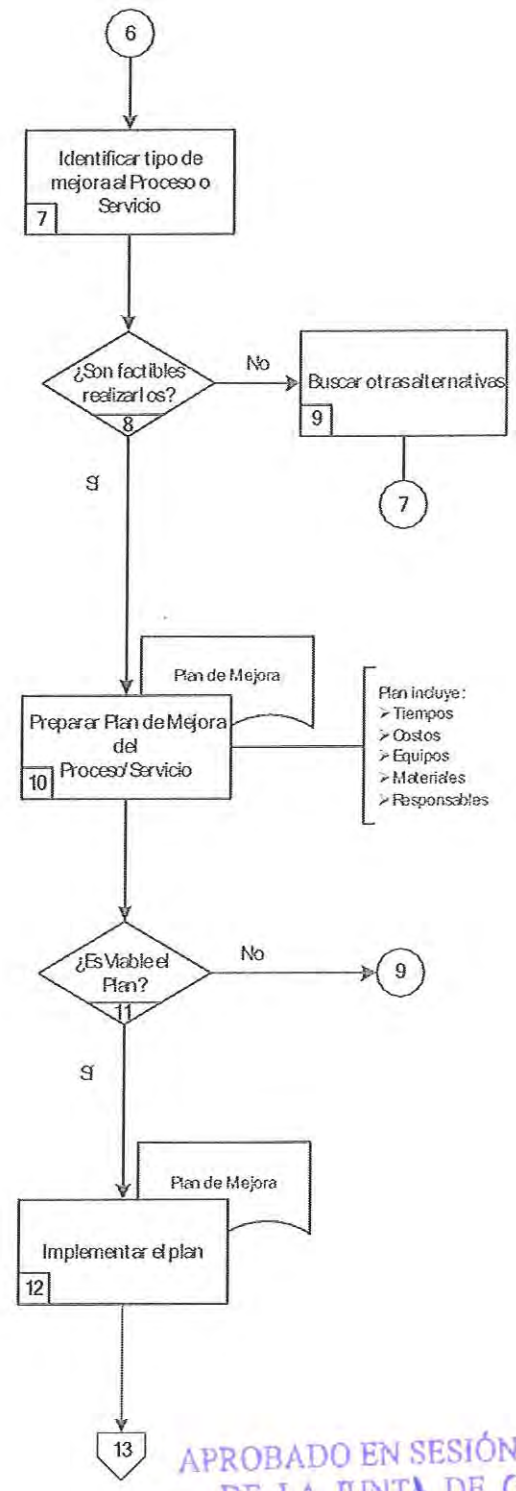 6
Identificar tipo de
mejora al Proceso o
Servicio
7
¿Son factibles
realizarlos?
8
No
Buscar otras alternativas
9
7
Sí
Plan de Mejora
Preparar Plan de Mejora
del
Proceso/Servicio
10
Plan incluye:
➢ Tiempos
➢ Costos
➢ Equipos
➢ Materiales
➢ Responsables
¿Es Viable el
Plan?
11
No
9
Sí
Plan de Mejora
Implementar el plan
12
13
APROBADO EN SESIÓN
DE LA JUNTA DE